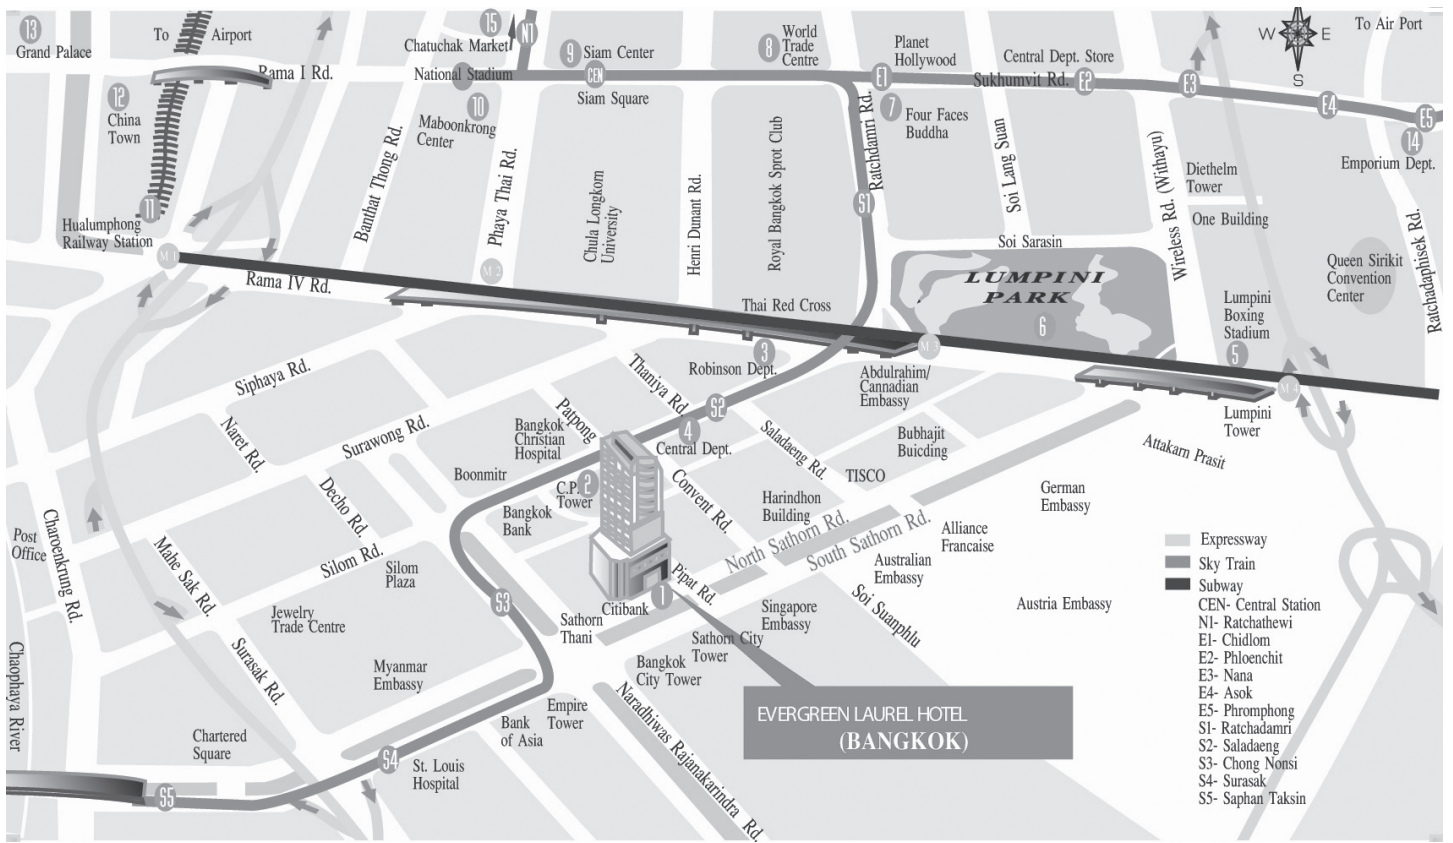 13
Grand Palace
To Airport
Rama I Rd.
15
Chatuchak Market
N1
National Stadium
9
Siam Center
CEN
Siam Square
8
World
Trade
Centre
Planet
Hollywood
E1
Sukhumvit Rd.
Central Dept. Store
E2
E3
E4
E5
W
E
S
To Air Port
12
China
Town
10
Maboonkrong
Center
7
Four Faces
Buddha
14
Emporium Dept.
11
Hualumphong
Railway Station
M 1
Banthat Thong Rd.
Phaya Thai Rd.
M 2
Chula Longkorn
University
Henri Dunant Rd.
Royal Bangkok Sprot Club
Ratchdamri Rd.
S1
Soi Lang Suan
Soi Sarasin
Wireless Rd. (Withayu)
Diethelm
Tower
One Building
Queen Sirikit
Convention
Center
Ratchadaphisek Rd.
Rama IV Rd.
Thai Red Cross
LUMPINI
PARK
6
Lumpini
Boxing
Stadium
5
M 3
M 4
Lumpini
Tower
Siphaya Rd.
3
Robinson Dept.
Thaniya Rd.
S2
Abdulrahim/
Cannadian
Embassy
Naret Rd.
Surawong Rd.
Patpong
Bangkok
Christian
Hospital
4
Central Dept.
Saladaeng Rd.
Bubhajit
Buicding
Attakarn Prasit
Boonmitr
C.P.
Tower
2
Bangkok
Bank
Convent Rd.
TISCO
Harindhon
Building
German
Embassy
Decho Rd.
Post
Office
Charoenkrung Rd.
Mahe Sak Rd.
Silom Rd.
Silom
Plaza
North Sathorn Rd.
South Sathorn Rd.
Alliance
Francaise
Australian
Embassy
Pipat Rd.
Citibank
1
S3
Sathorn
Thani
Singapore
Embassy
Soi Suanphlu
Austria Embassy
Jewelry
Trade Centre
Sathorn City
Tower
Bangkok
City Tower
Chaophaya River
Surasak Rd.
Myanmar
Embassy
Empire
Tower
Bank
of Asia
Naradhiwas Rajanakarindra Rd.
Chartered
Square
S4
St. Louis
Hospital
S5
EVERGREEN LAUREL HOTEL
(BANGKOK)
Expressway
Sky Train
Subway
CEN- Central Station
N1- Ratchathewi
E1- Chidlom
E2- Phloenchit
E3- Nana
E4- Asok
E5- Phromphong
S1- Ratchadamri
S2- Saladaeng
S3- Chong Nonsi
S4- Surasak
S5- Saphan Taksin